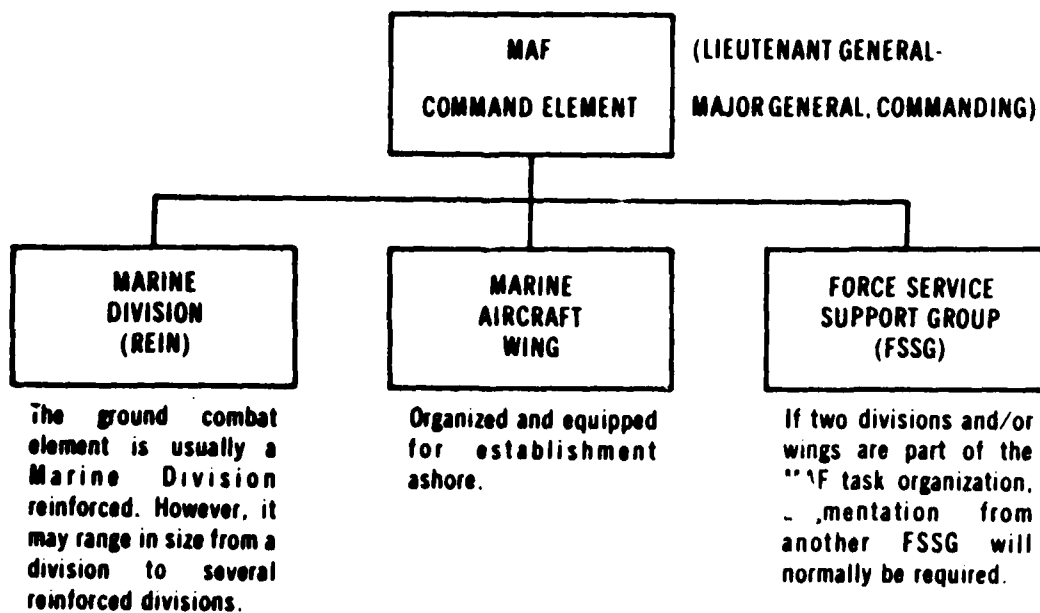 MAF
COMMAND ELEMENT
(LIEUTENANT GENERAL-
MAJOR GENERAL, COMMANDING)
MARINE
DIVISION
(REIN)
The ground combat
element is usually a
Marine Division
reinforced. However, it
may range in size from a
division to several
reinforced divisions.
MARINE
AIRCRAFT
WING
Organized and equipped
for establishment
ashore.
FORCE SERVICE
SUPPORT GROUP
(FSSG)
If two divisions and/or
wings are part of the
task organization,
from
another FSSG will
normally be required.